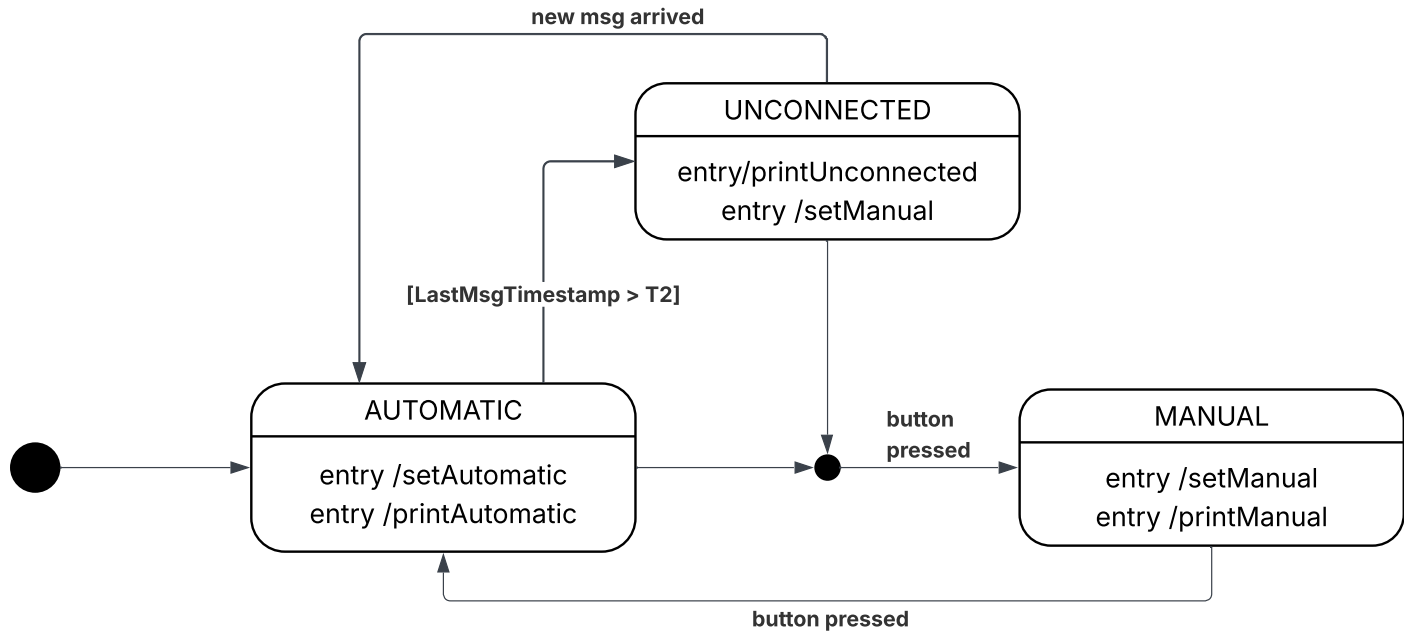 new msg arrived
UNCONNECTED
entry/printUnconnected
entry /setManual
[LastMsgTimestamp > T2]
AUTOMATIC
entry /setAutomatic
entry /printAutomatic
button
pressed
MANUAL
entry /setManual
entry /printManual
button pressed